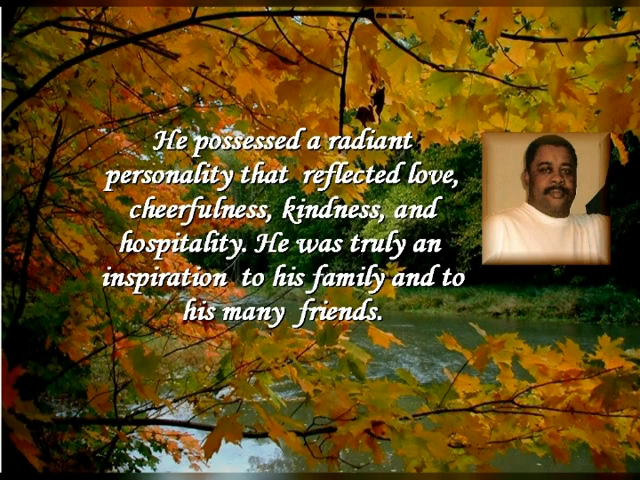 He possessed a radiant
personality that reflected love,
cheerfulness, kindness, and
hospitality. He was truly an
inspiration to his family and to
his many friends.